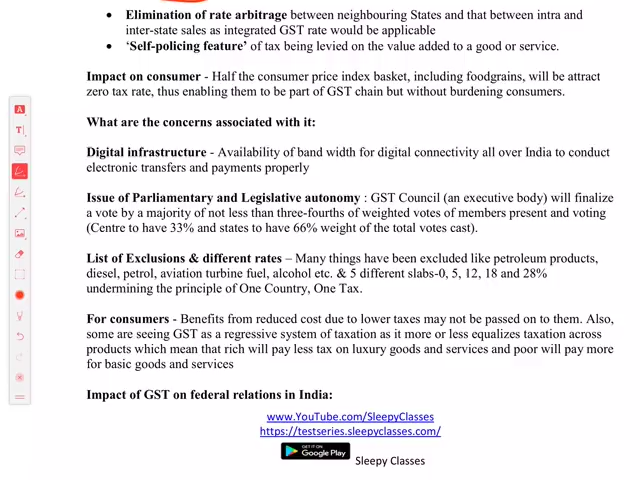 • Elimination of rate arbitrage between neighbouring States and that between intra and
inter-state sales as integrated GST rate would be applicable
• ‘Self-policing feature’ of tax being levied on the value added to a good or service.
Impact on consumer - Half the consumer price index basket, including foodgrains, will be attract
zero tax rate, thus enabling them to be part of GST chain but without burdening consumers.
What are the concerns associated with it:
Digital infrastructure - Availability of band width for digital connectivity all over India to conduct
electronic transfers and payments properly
Issue of Parliamentary and Legislative autonomy : GST Council (an executive body) will finalize
a vote by a majority of not less than three-fourths of weighted votes of members present and voting
(Centre to have 33% and states to have 66% weight of the total votes cast).
List of Exclusions & different rates – Many things have been excluded like petroleum products,
diesel, petrol, aviation turbine fuel, alcohol etc. & 5 different slabs-0, 5, 12, 18 and 28%
undermining the principle of One Country, One Tax.
For consumers - Benefits from reduced cost due to lower taxes may not be passed on to them. Also,
some are seeing GST as a regressive system of taxation as it more or less equalizes taxation across
products which mean that rich will pay less tax on luxury goods and services and poor will pay more
for basic goods and services
Impact of GST on federal relations in India:
www.YouTube.com/SleepyClasses
https://testseries.sleepyclasses.com/
GET IT ON
Google Play
Sleepy Classes